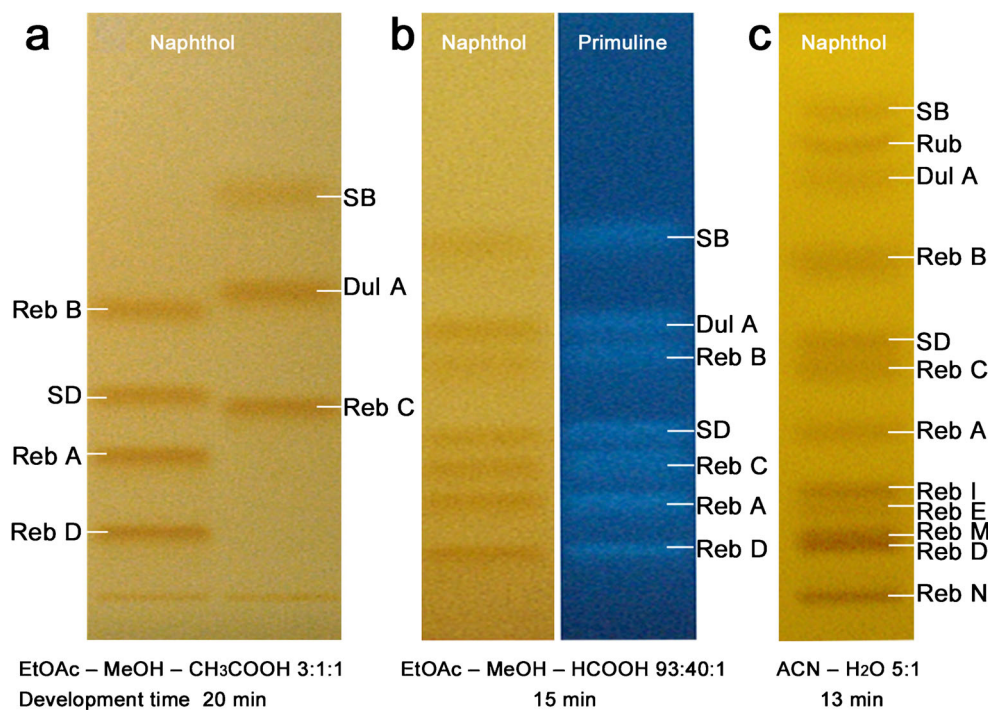 a
Naphthol
SB
Dul A
Reb B
SD
Reb C
Reb A
Reb D
EtOAc – MeOH – CH3COOH 3:1:1
Development time 20 min
b
Naphthol
Primuline
SB
Dul A
Reb B
SD
Reb C
Reb A
Reb D
EtOAc – MeOH – HCOOH 93:40:1
15 min
c
Naphthol
SB
Rub
Dul A
Reb B
SD
Reb C
Reb A
Reb I
Reb E
Reb M
Reb D
Reb N
ACN – H2O 5:1
13 min